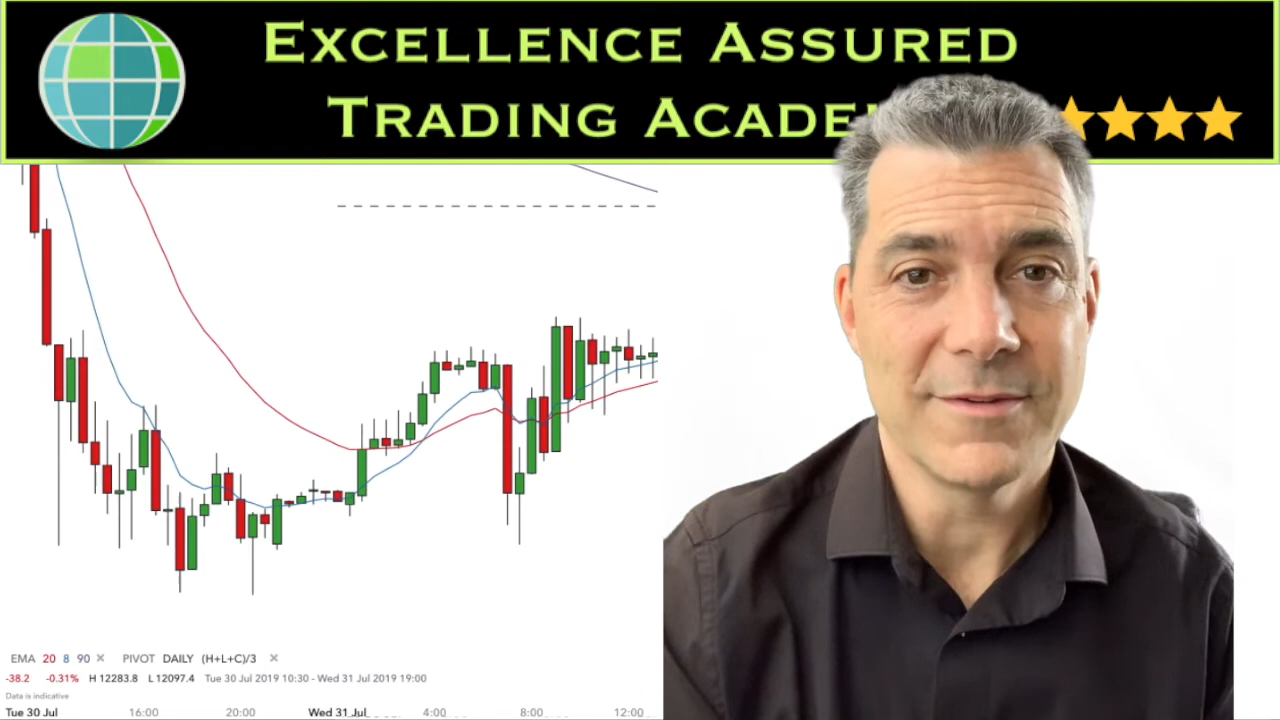 EXCELLENCE ASSURED
TRADING ACADE
EMA 20 8 90 × PIVOT DAILY (H+L+C)/3 ×
-38.2 -0.31% H 12283.8 L 12097.4 Tue 30 Jul 2019 10:30 - Wed 31 Jul 2019 19:00
Data is indicative
Tue 30 Jul 16:00 20:00 Wed 31 Jul 4:00 8:00 12:00